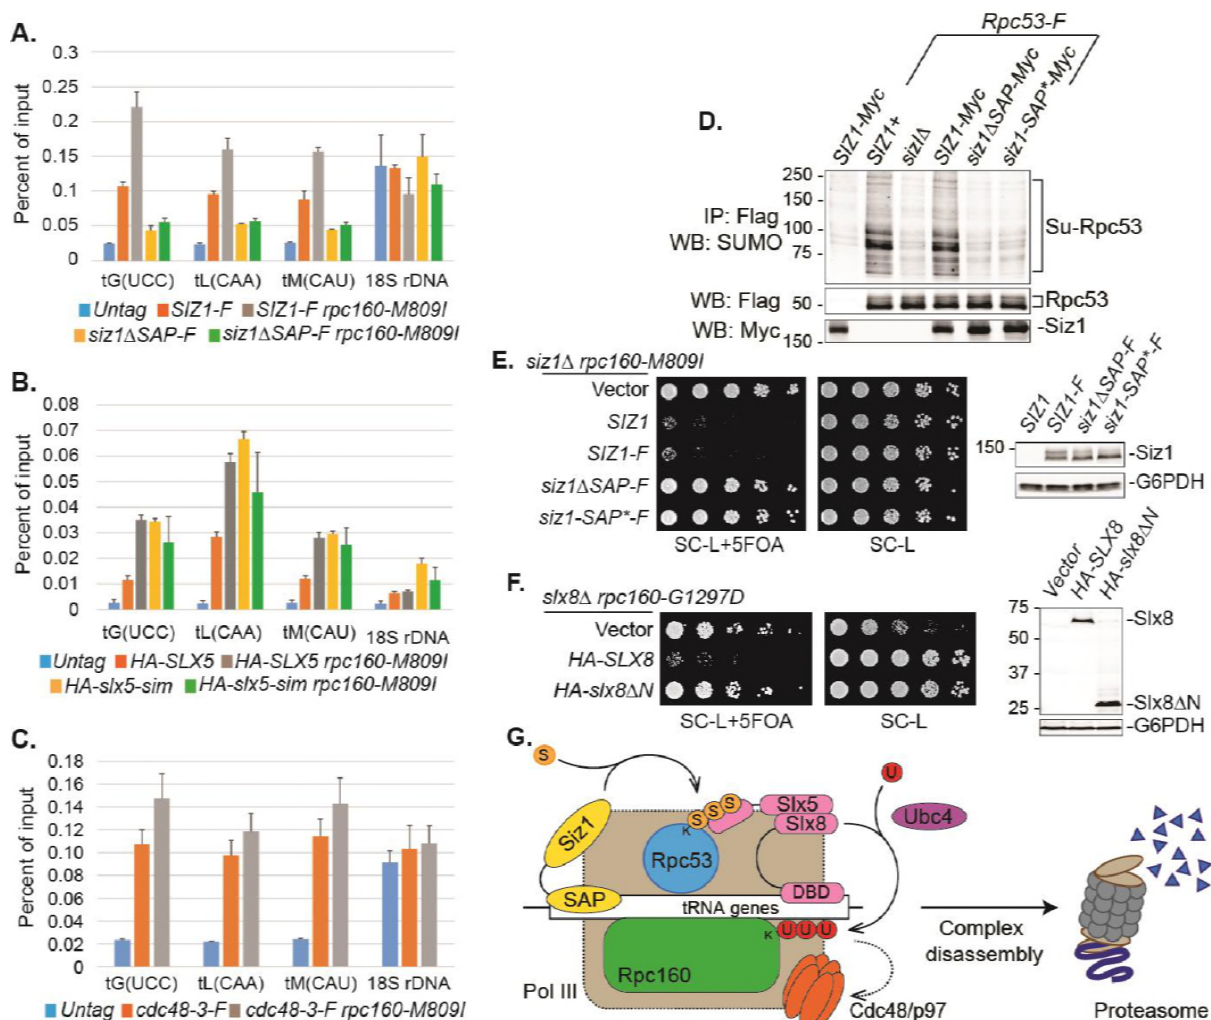 A.
Percent of input
0.3
0.25
0.2
0.15
0.1
0.05
0
tG(UCC) tL(CAA) tM(CAU) 18S rDNA
Untag SIZ1-F SIZ1-F rpc160-M809I
siz1ΔSAP-F siz1ΔSAP-F rpc160-M809I
B.
Percent of input
0.08
0.07
0.06
0.05
0.04
0.03
0.02
0.01
0
tG(UCC) tL(CAA) tM(CAU) 18S rDNA
Untag HA-SLX5 HA-SLX5 rpc160-M809I
HA-slx5-sim HA-slx5-sim rpc160-M809I
C.
Percent of input
0.18
0.16
0.14
0.12
0.10
0.08
0.06
0.04
0.02
0
tG(UCC) tL(CAA) tM(CAU) 18S rDNA
Untag cdc48-3-F cdc48-3-F rpc160-M809I
D.
Rpc53-F
SIZ1-Myc
SIZ1+
siz1Δ
SIZ1-Myc
siz1ΔSAP-Myc
siz1-SAP*-Myc
IP: Flag
WB: SUMO
250
150
100
75
Su-Rpc53
WB: Flag 50 Rpc53
WB: Myc 150 -Siz1
E. siz1Δ rpc160-M809I
Vector
SIZ1
SIZ1-F
siz1ΔSAP-F
siz1-SAP*-F
SC-L+5FOA SC-L
SIZ1
SIZ1-F
siz1ΔSAP-F
siz1-SAP*-F
150 -Siz1
-G6PDH
F. slx8Δ rpc160-G1297D
Vector
HA-SLX8
HA-slx8ΔN
SC-L+5FOA SC-L
Vector
HA-SLX8
HA-slx8ΔN
75
50
37
25
-Slx8
-Slx8ΔN
-G6PDH
G.
S
Siz1
SAP
S S S
K
Rpc53
Slx5
Slx8
DBD
U
Ubc4
tRNA genes
K
U U U
Rpc160
Pol III
Cdc48/p97
Complex
disassembly
Proteasome